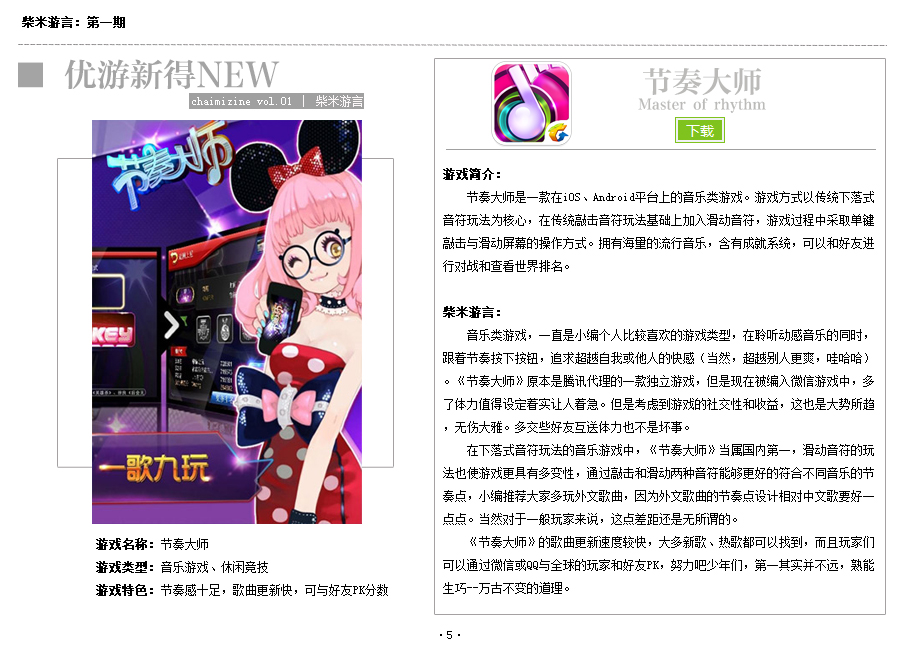 柴米游言：第一期
优游新得NEW
chaimizine vol.01 | 柴米游言
节奏大师
KEY
一歌九玩
游戏名称：节奏大师
游戏类型：音乐游戏、休闲竞技
游戏特色：节奏感十足，歌曲更新快，可与好友PK分数
节奏大师
Master of rhythm
下载
游戏简介：
节奏大师是一款在iOS、Android平台上的音乐类游戏。游戏方式以传统下落式
音符玩法为核心，在传统敲击音符玩法基础上加入滑动音符，游戏过程中采取单键
敲击与滑动屏幕的操作方式。拥有海量的流行音乐，含有成就系统，可以和好友进
行对战和查看世界排名。
柴米游言：
音乐类游戏，一直是小编个人比较喜欢的游戏类型，在聆听动感音乐的同时，
跟着节奏按下按钮，追求超越自我或他人的快感（当然，超越别人更爽，哇哈哈）
。《节奏大师》原本是腾讯代理的一款独立游戏，但是现在被编入微信游戏中，多
了体力值得设定着实让人着急。但是考虑到游戏的社交性和收益，这也是大势所趋
，无伤大雅。多交些好友互送体力也不是坏事。
在下落式音符玩法的音乐游戏中，《节奏大师》当属国内第一，滑动音符的玩
法也使游戏更具有多变性，通过敲击和滑动两种音符能够更好的符合不同音乐的节
奏点，小编推荐大家多玩外文歌曲，因为外文歌曲的节奏点设计相对中文歌要好一
点点。当然对于一般玩家来说，这点差距还是无所谓的。
《节奏大师》的歌曲更新速度较快，大多新歌、热歌都可以找到，而且玩家们
可以通过微信或QQ与全球的玩家和好友PK，努力吧少年们，第一其实并不远，熟能
生巧--万古不变的道理。
·5·